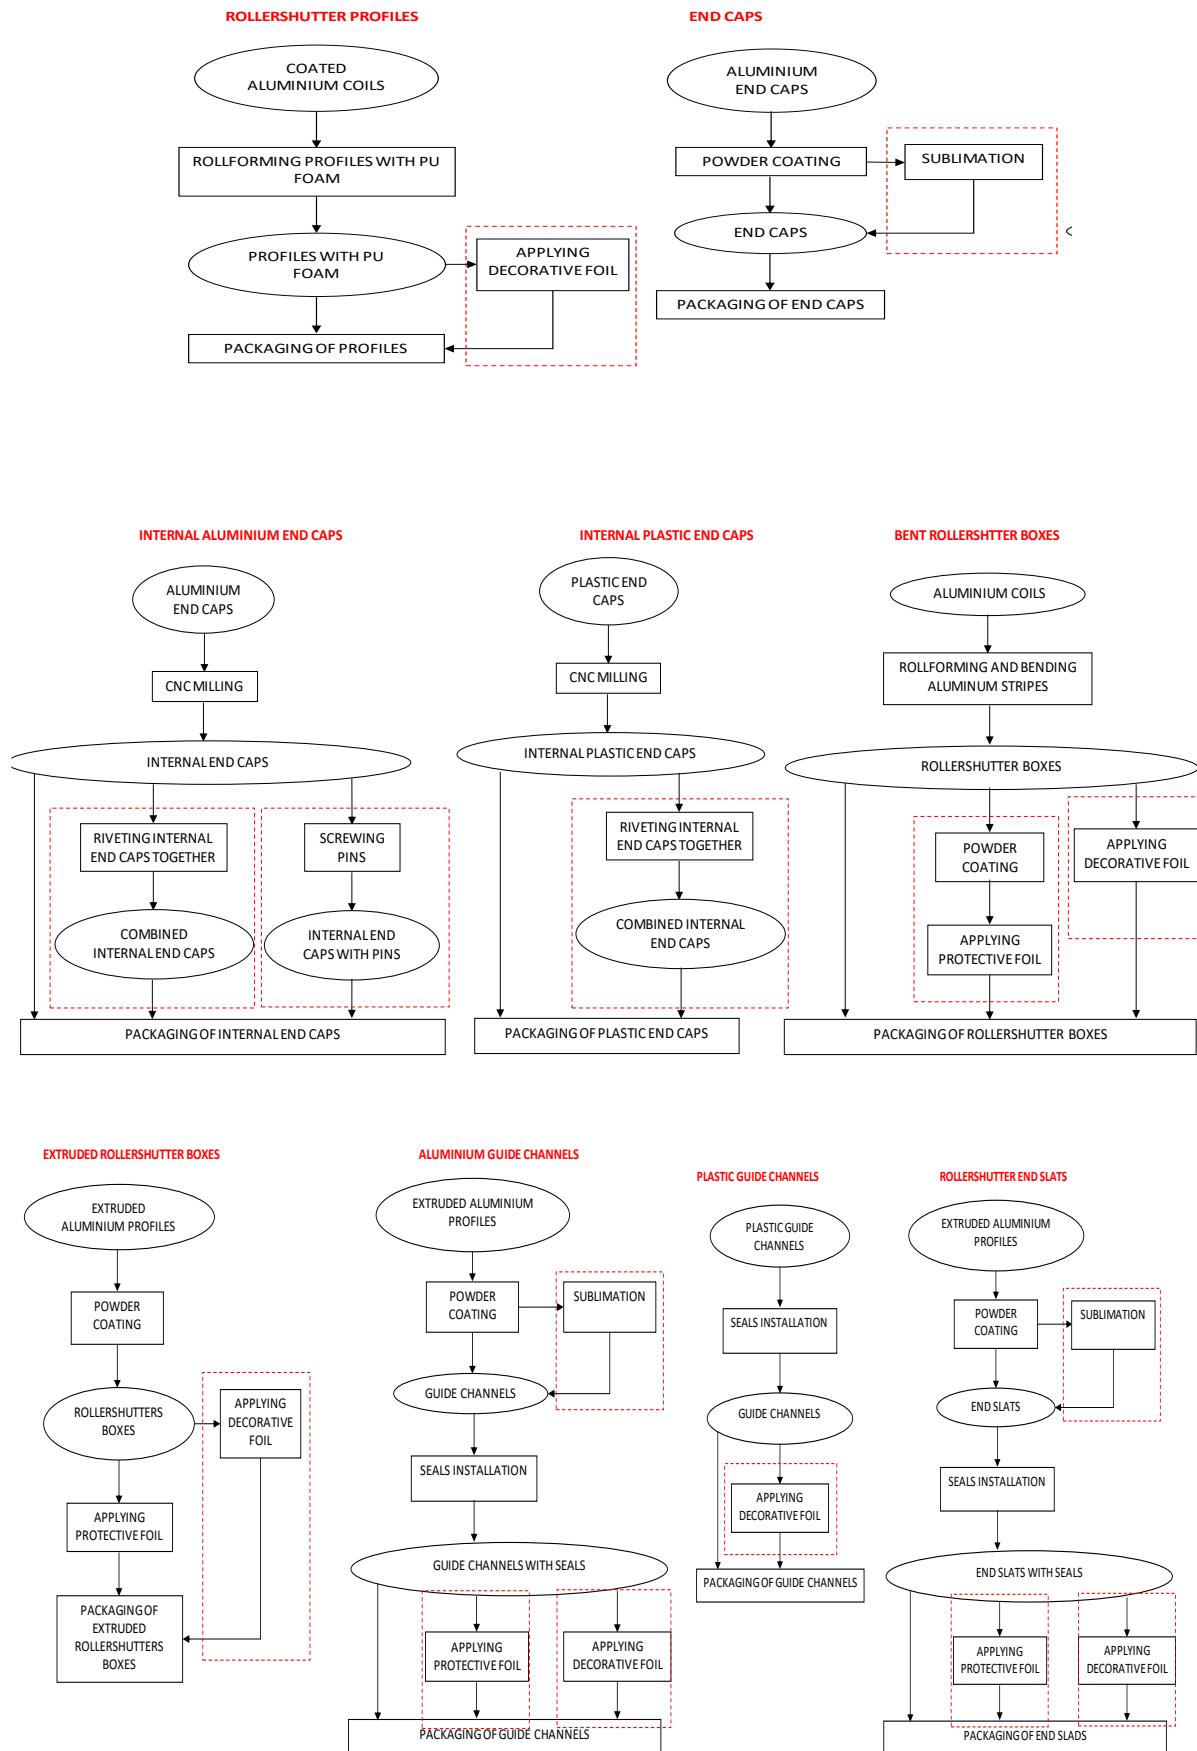 ROLLERSHUTTER PROFILES
COATED
ALUMINIUM COILS
ROLLFORMING PROFILES WITH PU
FOAM
PROFILES WITH PU
FOAM
APPLYING
DECORATIVE FOIL
PACKAGING OF PROFILES
END CAPS
ALUMINIUM
END CAPS
POWDER COATING
SUBLIMATION
END CAPS
PACKAGING OF END CAPS
INTERNAL ALUMINIUM END CAPS
ALUMINIUM
END CAPS
CNC MILLING
INTERNAL END CAPS
RIVETING INTERNAL
END CAPS TOGETHER
SCREWING
PINS
COMBINED
INTERNAL END CAPS
INTERNAL END
CAPS WITH PINS
PACKAGING OF INTERNAL END CAPS
INTERNAL PLASTIC END CAPS
PLASTIC END
CAPS
CNC MILLING
INTERNAL PLASTIC END CAPS
RIVETING INTERNAL
END CAPS TOGETHER
COMBINED INTERNAL
END CAPS
PACKAGING OF PLASTIC END CAPS
BENT ROLLERSHTTER BOXES
ALUMINIUM COILS
ROLLFORMING AND BENDING
ALUMINUM STRIPES
ROLLERSHUTTER BOXES
POWDER
COATING
APPLYING
DECORATIVE FOIL
APPLYING
PROTECTIVE FOIL
PACKAGING OF ROLLERSHUTTER BOXES
EXTRUDED ROLLERSHUTTER BOXES
EXTRUDED
ALUMINIUM PROFILES
POWDER
COATING
ROLLERSHUTTERS
BOXES
APPLYING
DECORATIVE
FOIL
APPLYING
PROTECTIVE FOIL
PACKAGING OF
EXTRUDED
ROLLERSHUTTERS
BOXES
ALUMINIUM GUIDE CHANNELS
EXTRUDED ALUMINIUM
PROFILES
POWDER
COATING
SUBLIMATION
GUIDE CHANNELS
SEALS INSTALLATION
GUIDE CHANNELS WITH SEALS
APPLYING
PROTECTIVE FOIL
APPLYING
DECORATIVE FOIL
PACKAGING OF GUIDE CHANNELS
PLASTIC GUIDE CHANNELS
PLASTIC GUIDE
CHANNELS
SEALS INSTALLATION
GUIDE CHANNELS
APPLYING
DECORATIVE FOIL
PACKAGING OF GUIDE CHANNELS
ROLLERSHUTTER END SLATS
EXTRUDED ALUMINIUM
PROFILES
POWDER
COATING
SUBLIMATION
END SLATS
SEALS INSTALLATION
END SLATS WITH SEALS
APPLYING
PROTECTIVE FOIL
APPLYING
DECORATIVE FOIL
PACKAGING OF END SLADS